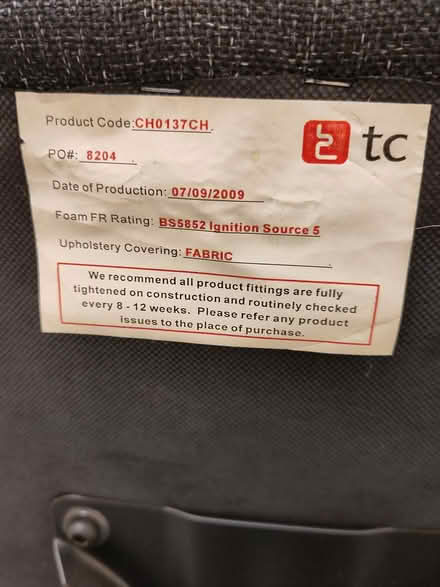 Product Code: CH0137CH.
tc
PO#: 8204 .
Date of Production: 07/09/2009
Foam FR Rating: BS5852 Ignition Source 5
Upholstery Covering: FABRIC .
We recommend all product fittings are fully
tightened on construction and routinely checked
every 8 - 12 weeks. Please refer any product
issues to the place of purchase.